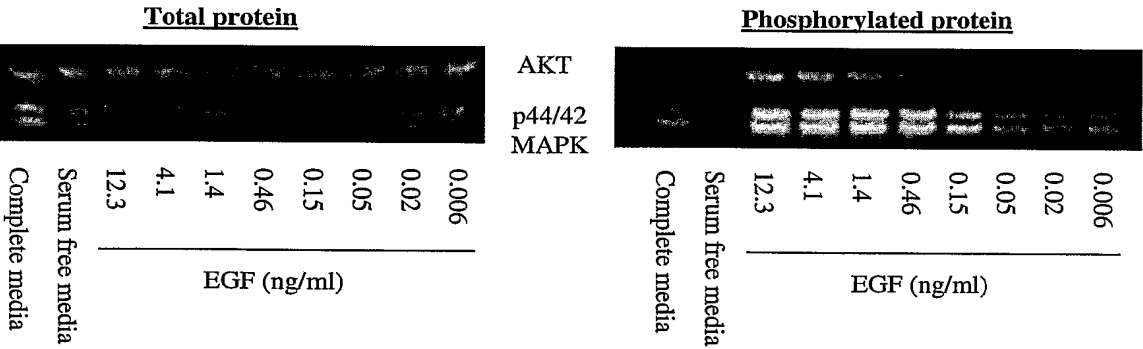 Total protein
Phosphorylated protein
AKT
p44/42
MAPK
Complete media
Serum free media
12.3
4.1
1.4
0.46
0.15
0.05
0.02
0.006
EGF (ng/ml)
Complete media
Serum free media
12.3
4.1
1.4
0.46
0.15
0.05
0.02
0.006
EGF (ng/ml)